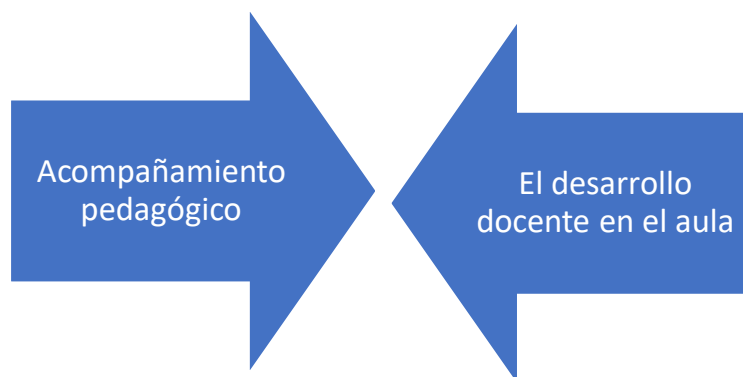 Acompañamiento
pedagógico
El desarrollo
docente en el aula